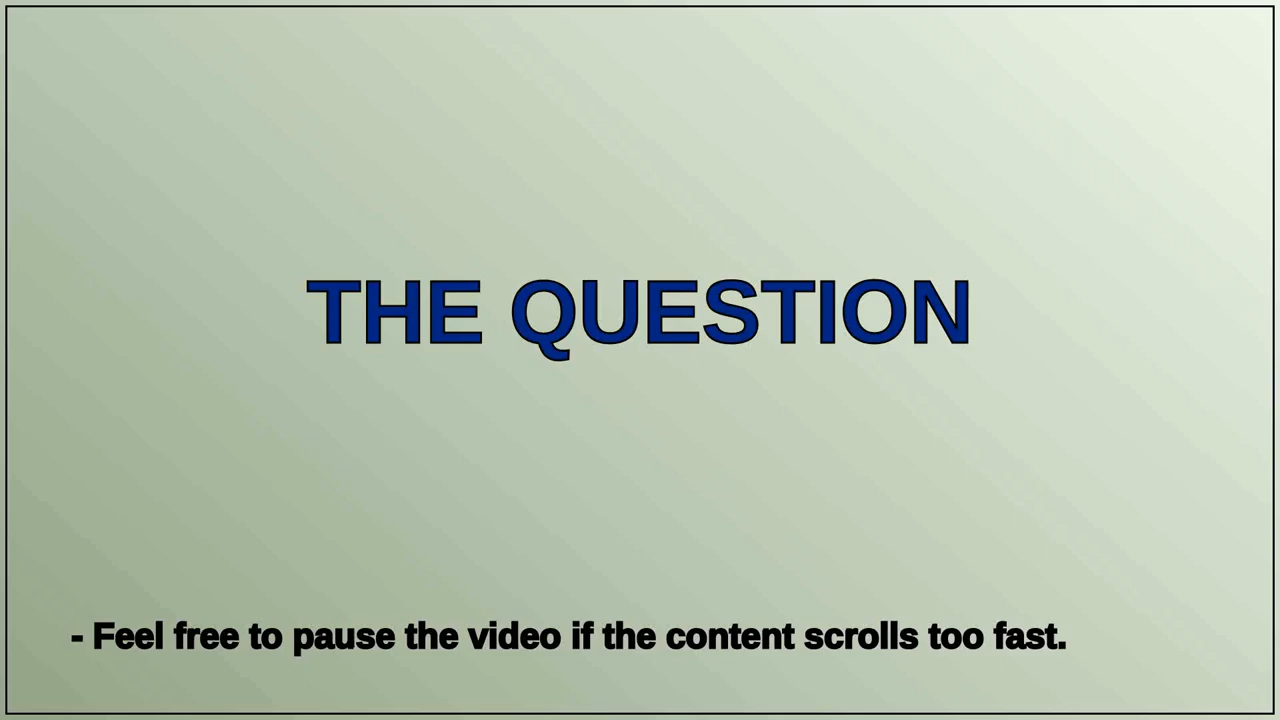 THE QUESTION
- Feel free to pause the video if the content scrolls too fast.